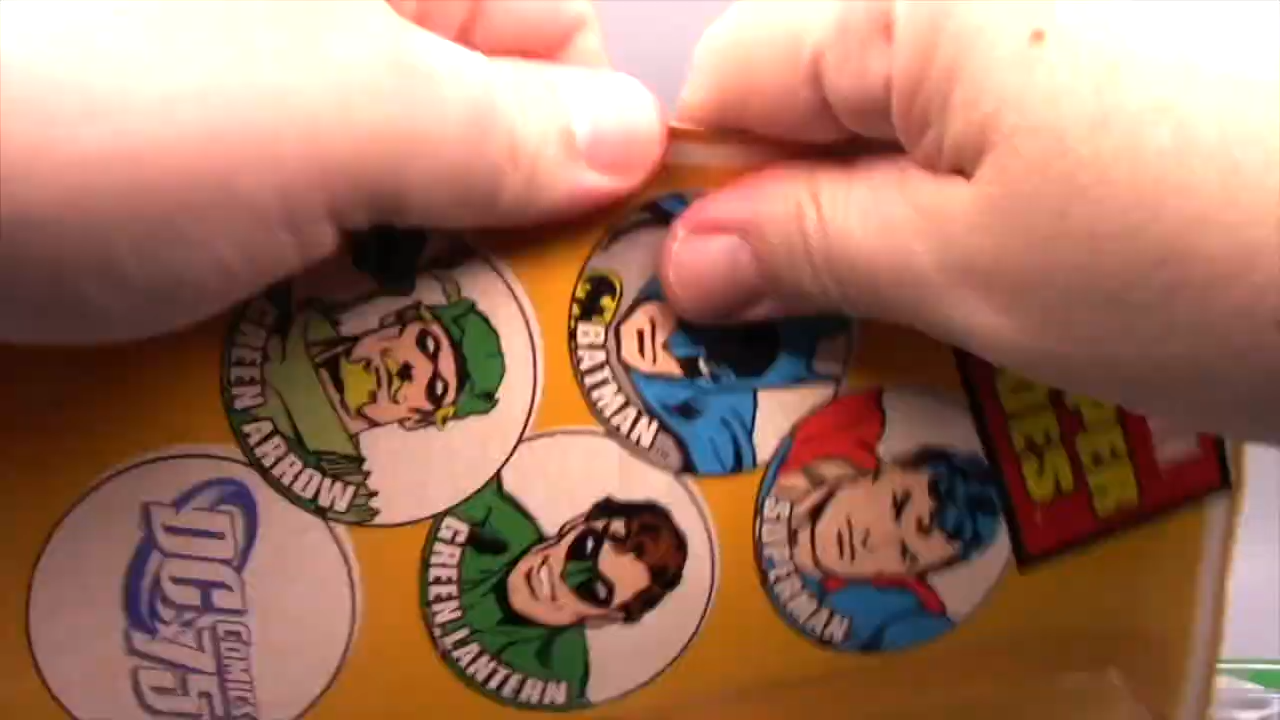 GREEN ARROW
BATMAN
GREEN LANTERN
SUPERMAN
DC
COMICS
75